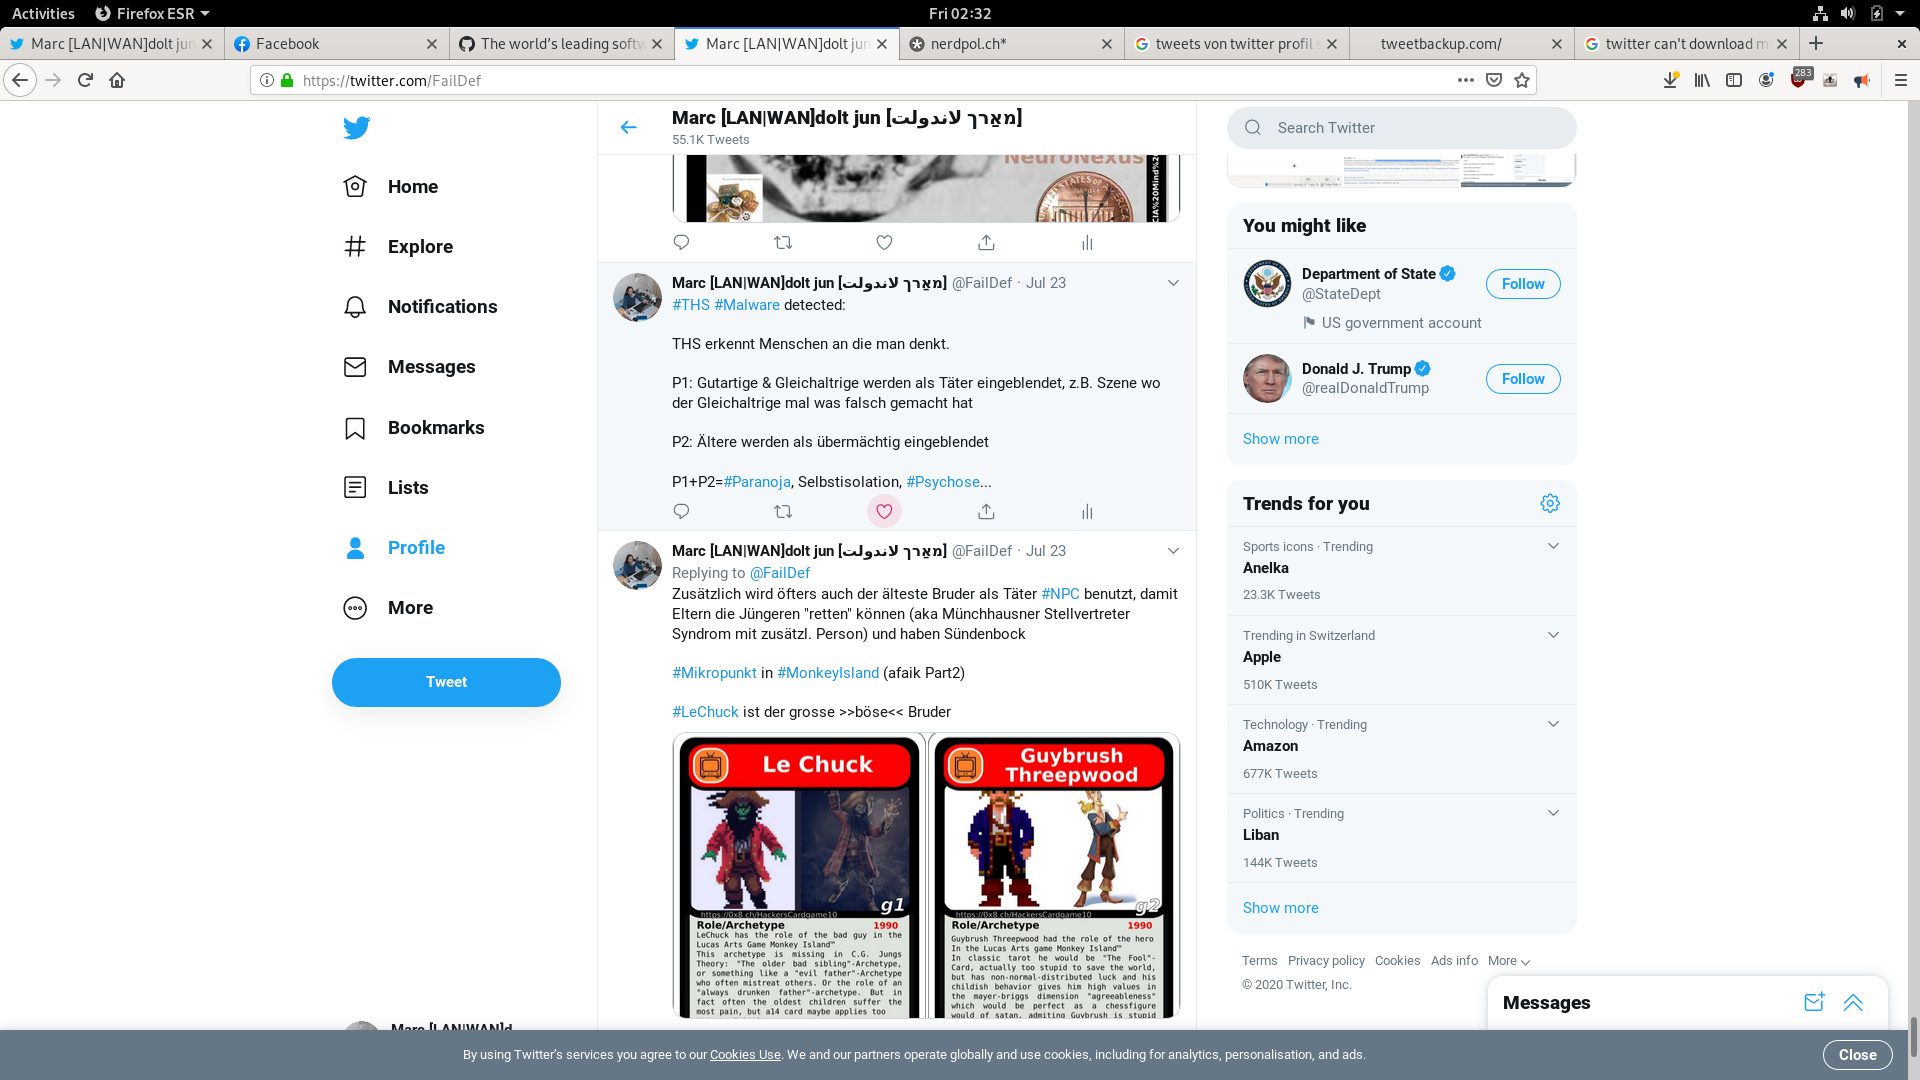 Activities
Firefox ESR
Fri 02:32
Marc [LAN|WAN]dolt jun
Facebook
The world's leading softw
Marc [LAN|WAN]dolt jun
nerdpol.ch*
tweets von twitter profil s
tweetbackup.com/
twitter can't download m
https://twitter.com/FailDef
283
Home
Explore
Notifications
Messages
Bookmarks
Lists
Profile
More
Tweet
Marc [LAN|WAN]d
Marc [LAN|WAN]dolt jun [מאַרך לאנדולת]
55.1K Tweets
NeuroNexus
Marc [LAN|WAN]dolt jun [מאַרך לאנדולת] @FailDef · Jul 23
#THS #Malware detected:
THS erkennt Menschen an die man denkt.
P1: Gutartige & Gleichaltrige werden als Täter eingeblendet, z.B. Szene wo
der Gleichaltrige mal was falsch gemacht hat
P2: Ältere werden als übermächtig eingeblendet
P1+P2=#Paranoja, Selbstisolation, #Psychose...
Marc [LAN|WAN]dolt jun [מאַרך לאנדולת] @FailDef · Jul 23
Replying to @FailDef
Zusätzlich wird öfters auch der älteste Bruder als Täter #NPC benutzt, damit
Eltern die Jüngeren "retten" können (aka Münchhausner Stellvertreter
Syndrom mit zusätzl. Person) und haben Sündenbock
#Mikropunkt in #MonkeyIsland (afaik Part2)
#LeChuck ist der grosse >>böse<< Bruder
Le Chuck
g1
https://0x8.ch/HackersCardgame10
Role/Archetype 1990
LeChuck has the role of the bad guy in the
Lucas Arts Game Monkey Island™
This archetype is missing in C.G. Jungs
Theory: "The older bad sibling"-Archetype,
or something like a "evil father"-Archetype
who often mistreat others. Or the role of an
"always drunken father"-archetype. But in
fact often the oldest children suffer the
most pain, but a14 card maybe applies too
Guybrush
Threepwood
g2
https://0x8.ch/HackersCardgame10
Role/Archetype 1990
Guybrush Threepwood had the role of the hero
In the Lucas Arts game Monkey Island™
In classic tarot he would be "The Fool"-
Card, actually too stupid to save the world,
but has non-normal-distributed luck and his
childish behavior gives him high values in
the mayer-briggs dimension "agreeableness"
which would be perfect as a chessfigure
would of satan, admiting Guybrush is stupid
Search Twitter
You might like
Department of State
@StateDept
US government account
Follow
Donald J. Trump
@realDonaldTrump
Follow
Show more
Trends for you
Sports icons · Trending
Anelka
23.3K Tweets
Trending in Switzerland
Apple
510K Tweets
Technology · Trending
Amazon
677K Tweets
Politics · Trending
Liban
144K Tweets
Show more
Terms Privacy policy Cookies Ads info More
© 2020 Twitter, Inc.
Messages
By using Twitter's services you agree to our Cookies Use. We and our partners operate globally and use cookies, including for analytics, personalisation, and ads.
Close